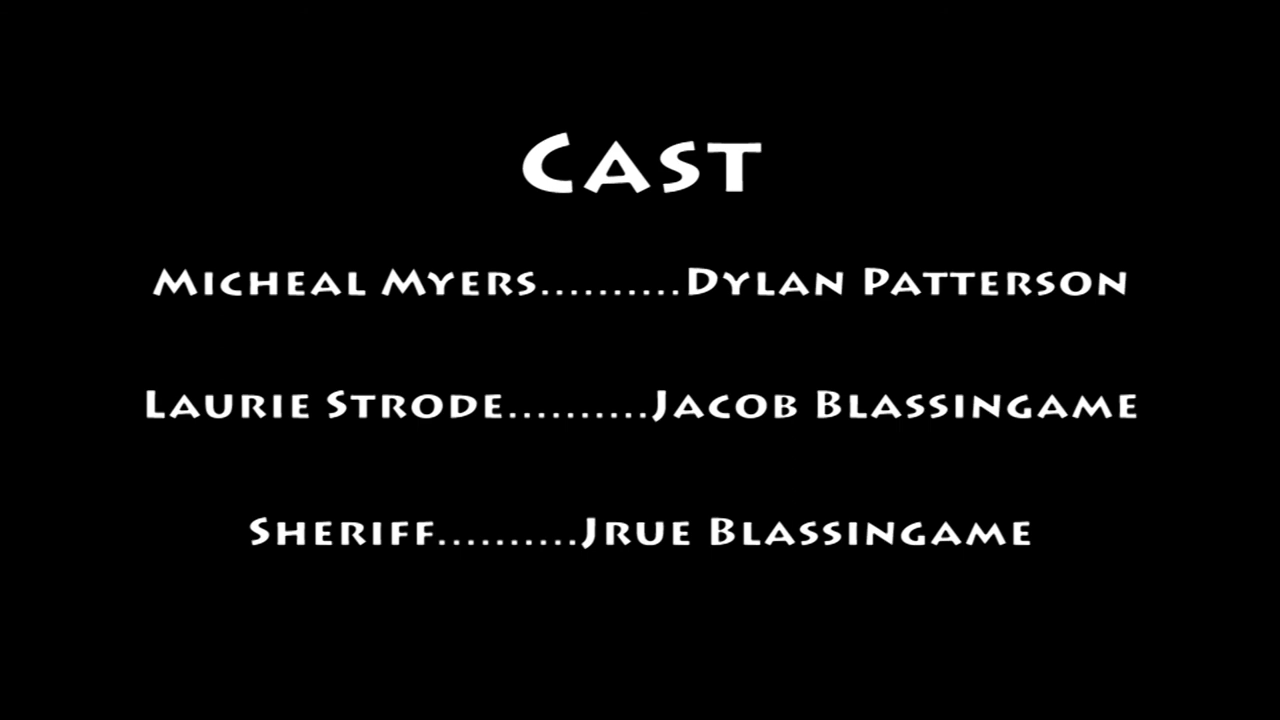 Cast
Micheal Myers..........Dylan Patterson
Laurie Strode..........Jacob Blassingame
Sheriff..........Jrue Blassingame